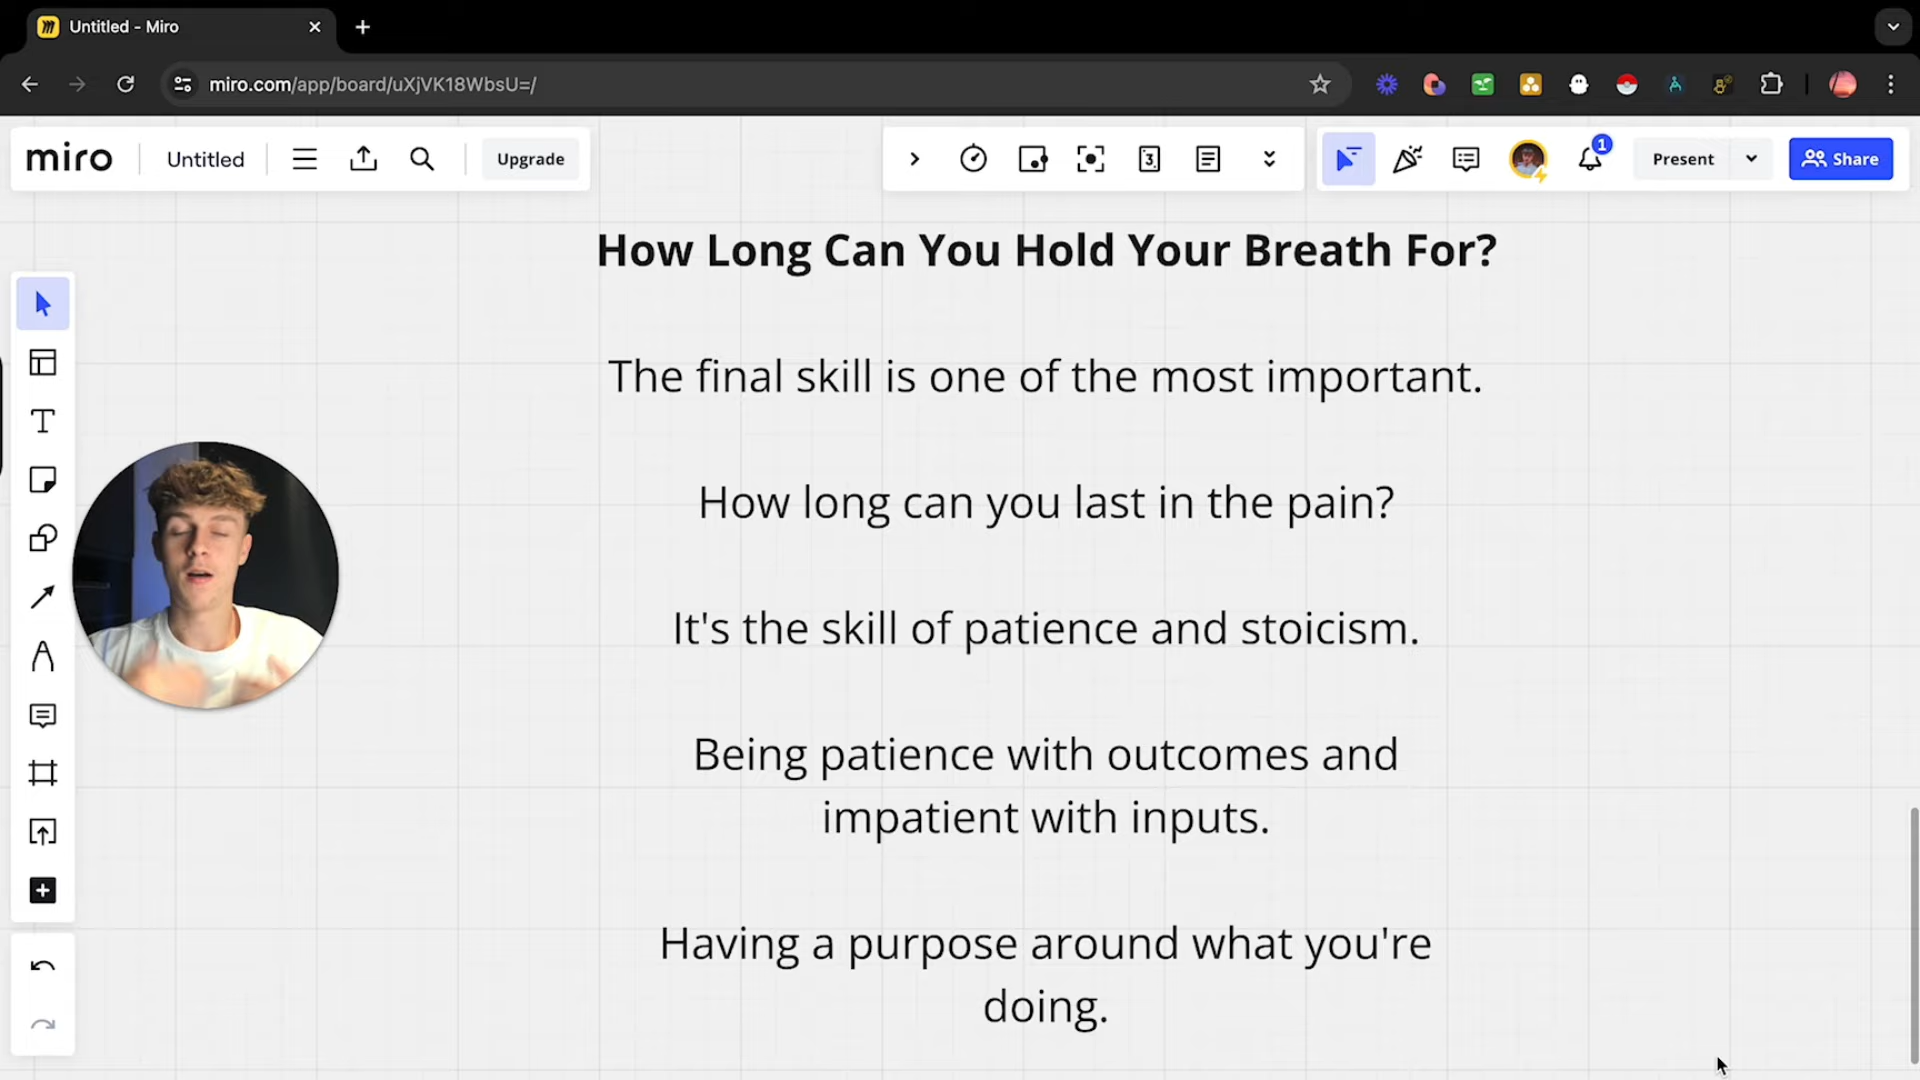 Untitled - Miro
miro.com/app/board/uXjVK18WbsU=/
miro
Untitled
Upgrade
3
1
Present
Share
How Long Can You Hold Your Breath For?
The final skill is one of the most important.
How long can you last in the pain?
It's the skill of patience and stoicism.
Being patience with outcomes and
impatient with inputs.
Having a purpose around what you're
doing.